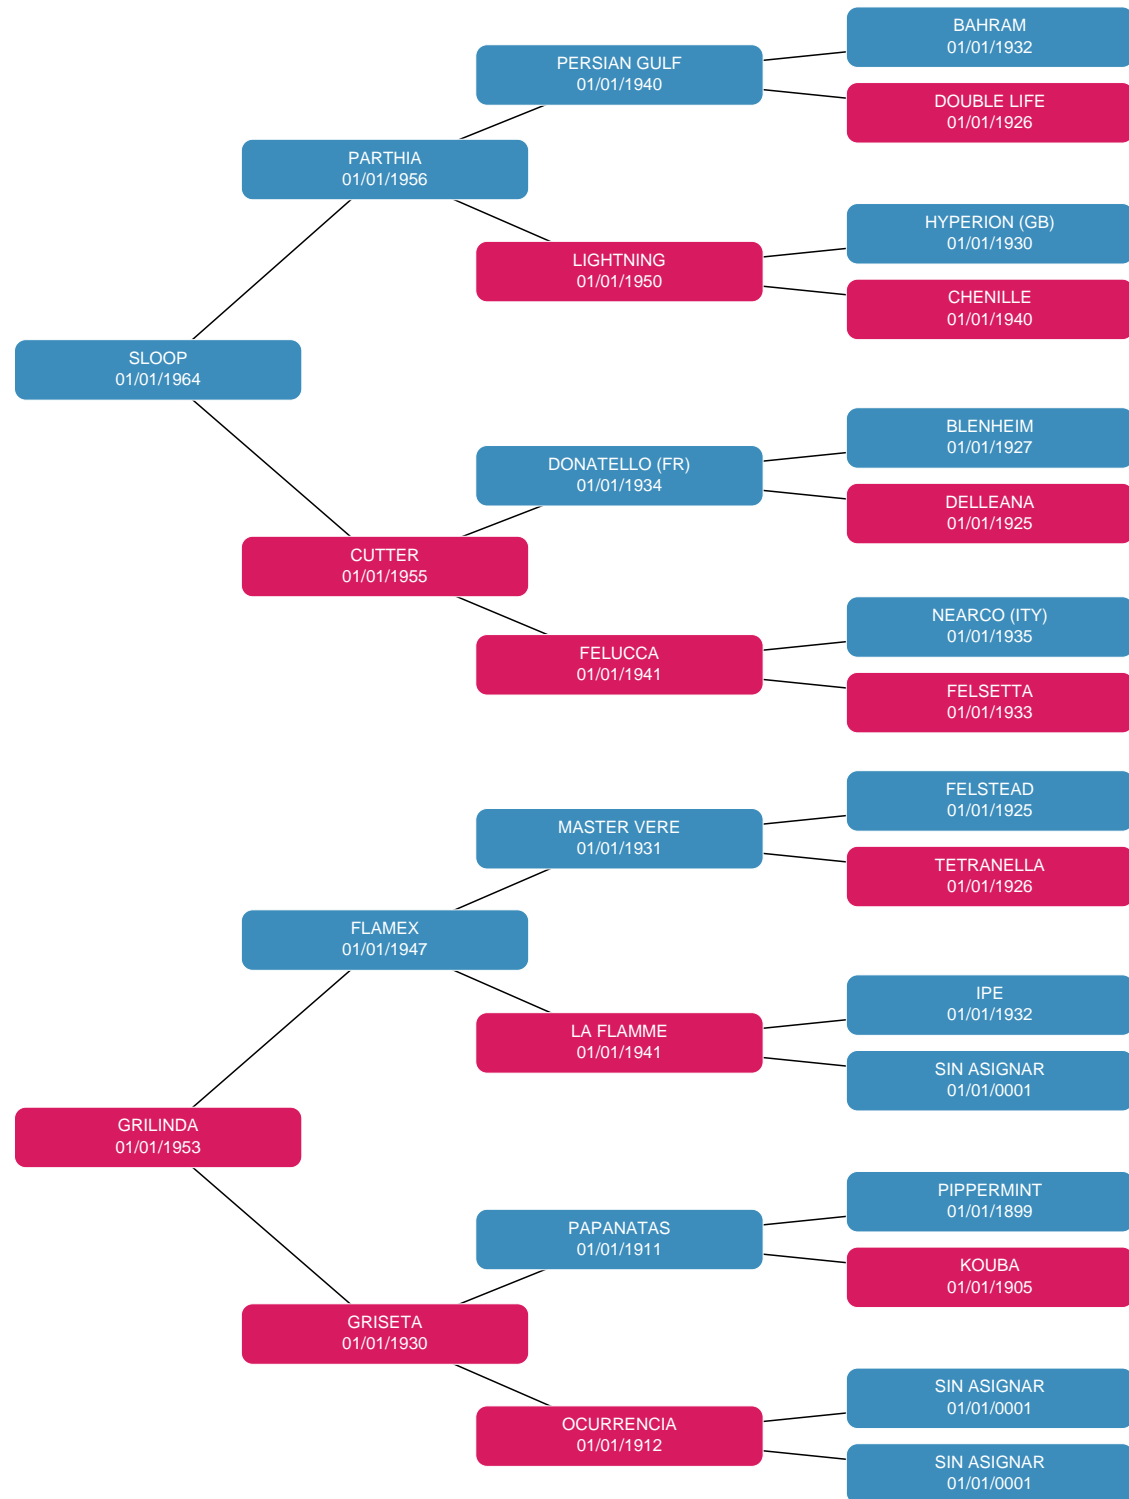 BAHRAM
01/01/1932
PERSIAN GULF
01/01/1940
DOUBLE LIFE
01/01/1926
PARTHIA
01/01/1956
HYPERION (GB)
01/01/1930
LIGHTNING
01/01/1950
CHENILLE
01/01/1940
SLOOP
01/01/1964
BLENHEIM
01/01/1927
DONATELLO (FR)
01/01/1934
DELLEANA
01/01/1925
CUTTER
01/01/1955
NEARCO (ITY)
01/01/1935
FELUCCA
01/01/1941
FELSETTA
01/01/1933
FELSTEAD
01/01/1925
MASTER VERE
01/01/1931
TETRANELLA
01/01/1926
FLAMEX
01/01/1947
IPE
01/01/1932
LA FLAMME
01/01/1941
SIN ASIGNAR
01/01/0001
GRILINDA
01/01/1953
PIPPERMINT
01/01/1899
PAPANATAS
01/01/1911
KOUBA
01/01/1905
GRISETA
01/01/1930
SIN ASIGNAR
01/01/0001
OCURRENCIA
01/01/1912
SIN ASIGNAR
01/01/0001